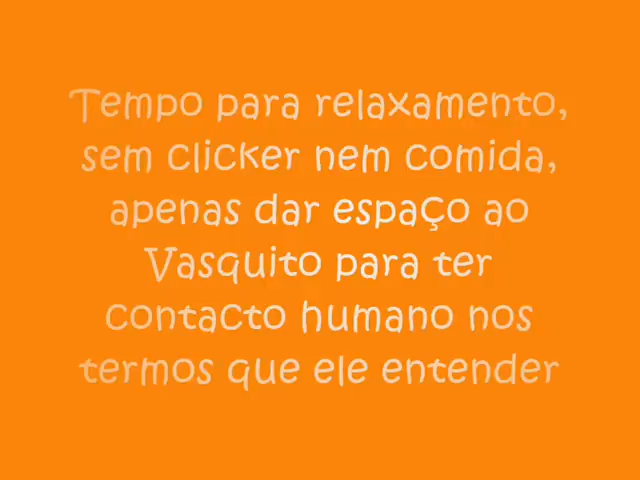 Tempo para relaxamento,
sem clicker nem comida,
apenas dar espaço ao
Vasquito para ter
contacto humano nos
termos que ele entender